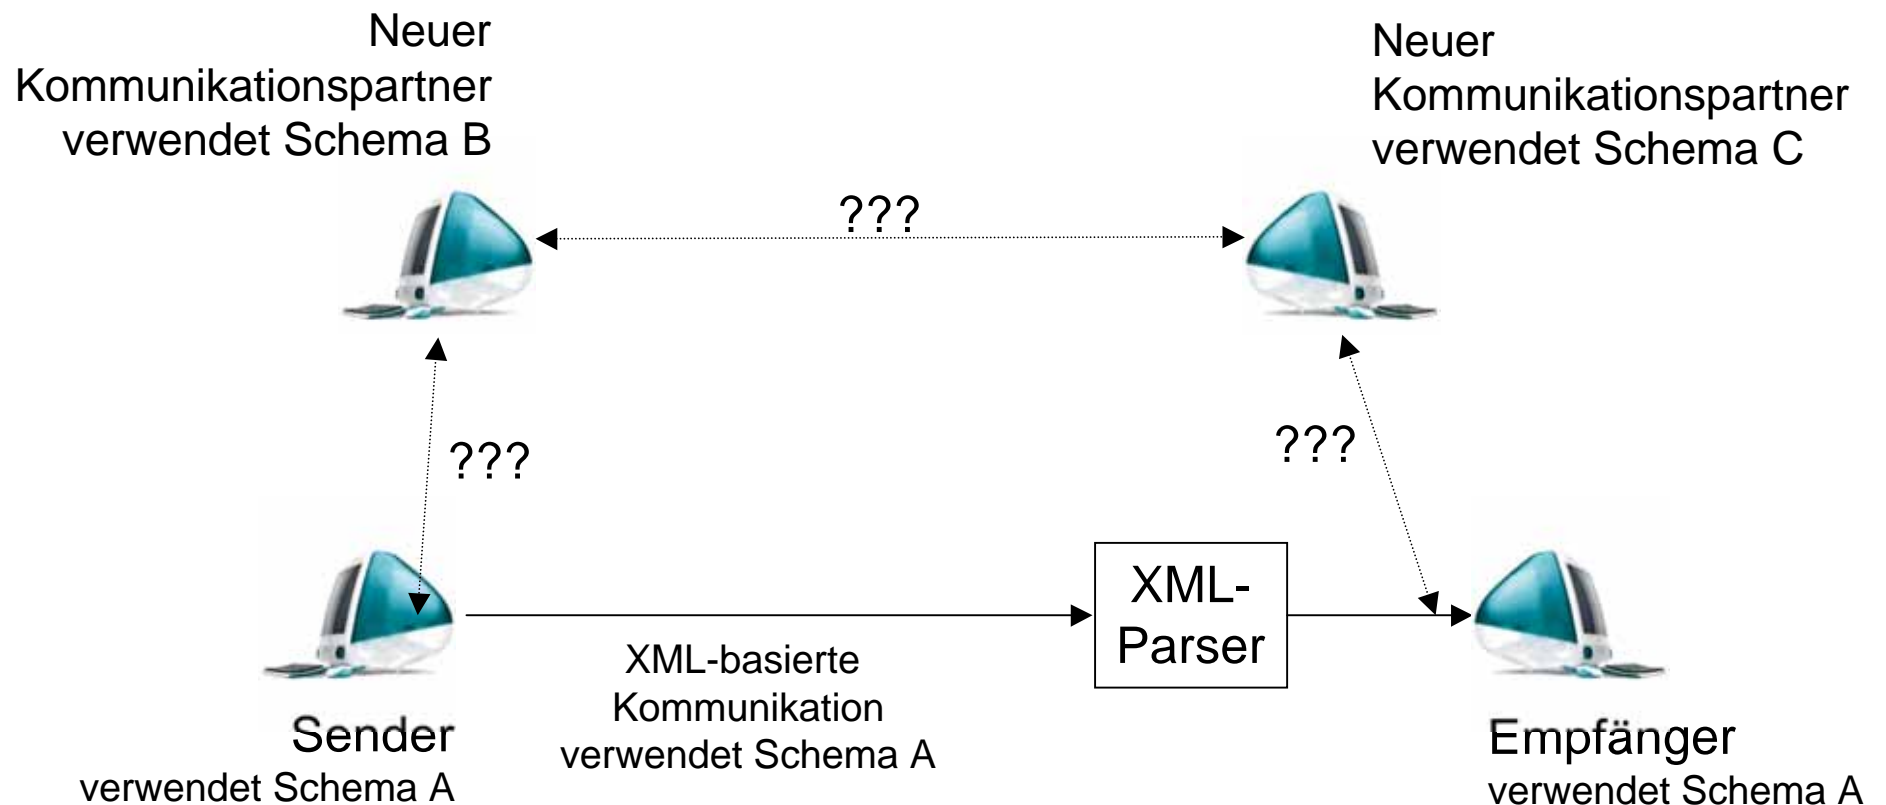 Neuer
Kommunikationspartner
verwendet Schema B
Neuer
Kommunikationspartner
verwendet Schema C
???
???
???
XML-
Parser
XML-basierte
Kommunikation
verwendet Schema A
Sender
verwendet Schema A
Empfänger
verwendet Schema A